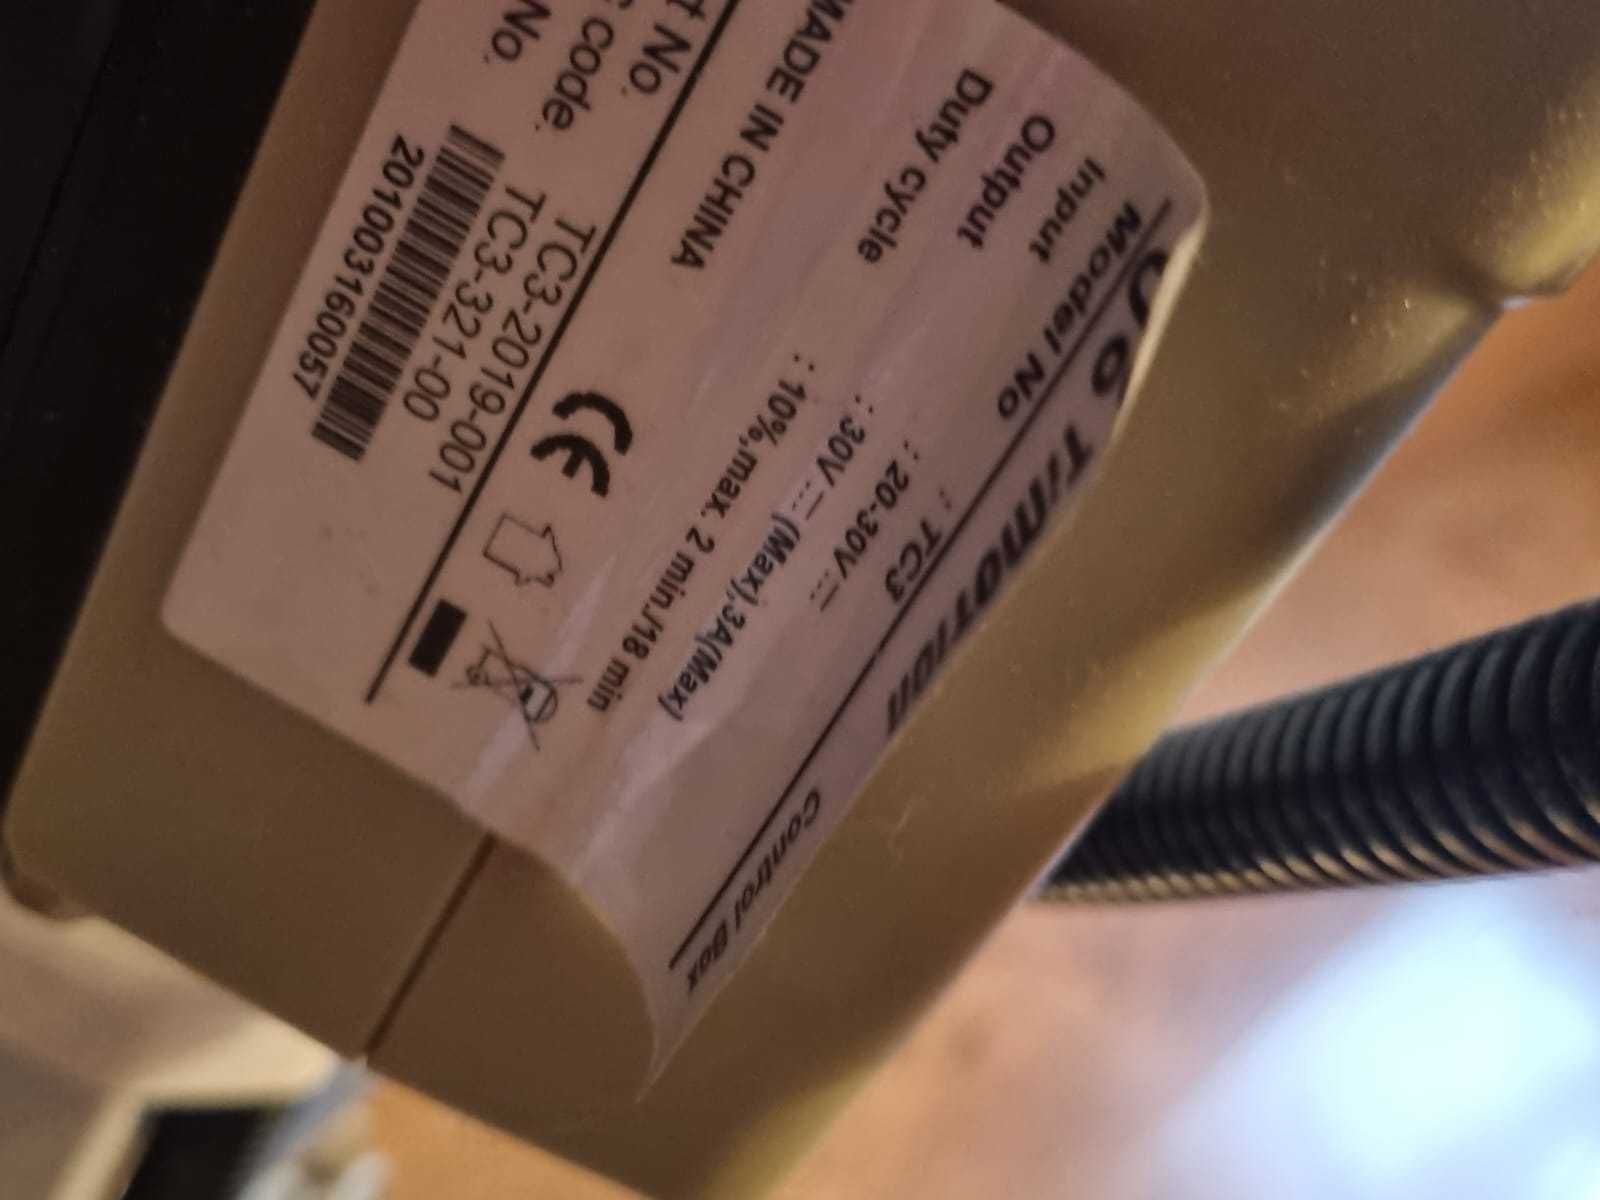 TiMOTION Control Box
Model No : TC3
Input : 20-30V
Output : 30V (Max),3A(Max)
Duty cycle : 10%,max. 2 min./18 min
MADE IN CHINA
t No. TC3-2019-001
code. TC3-321-00
No.
201003160057